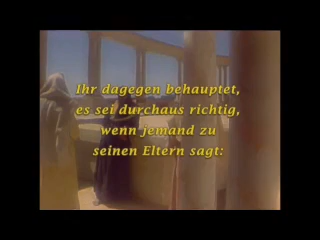 Ihr dagegen behauptet,
es sei durchaus richtig,
wenn jemand zu
seinen Eltern sagt: